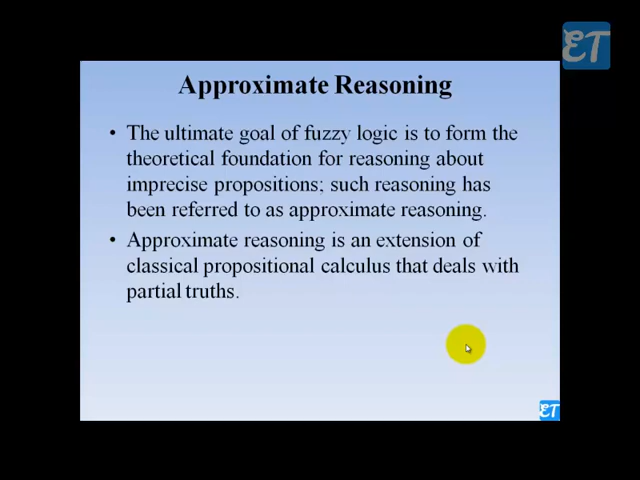 ET
Approximate Reasoning
• The ultimate goal of fuzzy logic is to form the
theoretical foundation for reasoning about
imprecise propositions; such reasoning has
been referred to as approximate reasoning.
• Approximate reasoning is an extension of
classical propositional calculus that deals with
partial truths.
ET